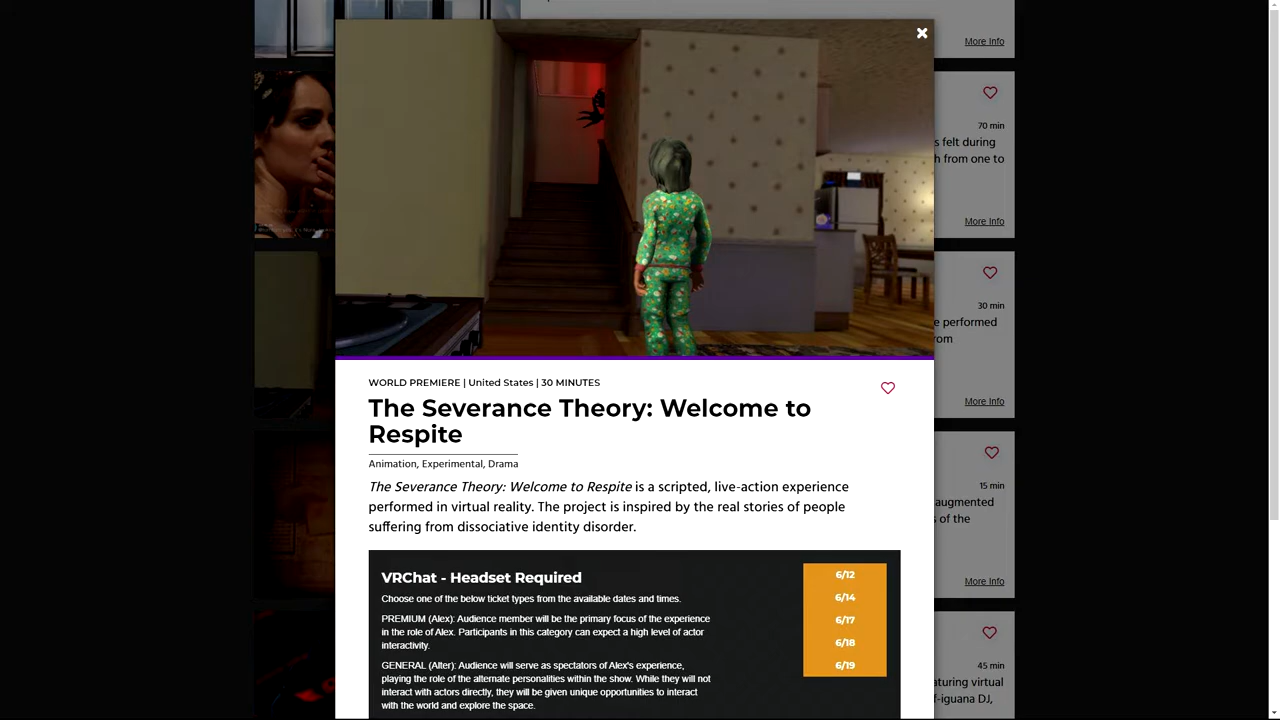 More Info
70 min
s felt during
h from one to
More Info
30 min
e performed
rom
More Info
15 min
augmented
s of the
More Info
45 min
aturing virtual
f-iguana DJ,
WORLD PREMIERE | United States | 30 MINUTES
The Severance Theory: Welcome to
Respite
Animation, Experimental, Drama
The Severance Theory: Welcome to Respite is a scripted, live-action experience
performed in virtual reality. The project is inspired by the real stories of people
suffering from dissociative identity disorder.
VRChat - Headset Required
Choose one of the below ticket types from the available dates and times.
PREMIUM (Alex): Audience member will be the primary focus of the experience
in the role of Alex. Participants in this category can expect a high level of actor
interactivity.
GENERAL (Alter): Audience will serve as spectators of Alex's experience,
playing the role of the alternate personalities within the show. While they will not
interact with actors directly, they will be given unique opportunities to interact
with the world and explore the space.
6/12
6/14
6/17
6/18
6/19